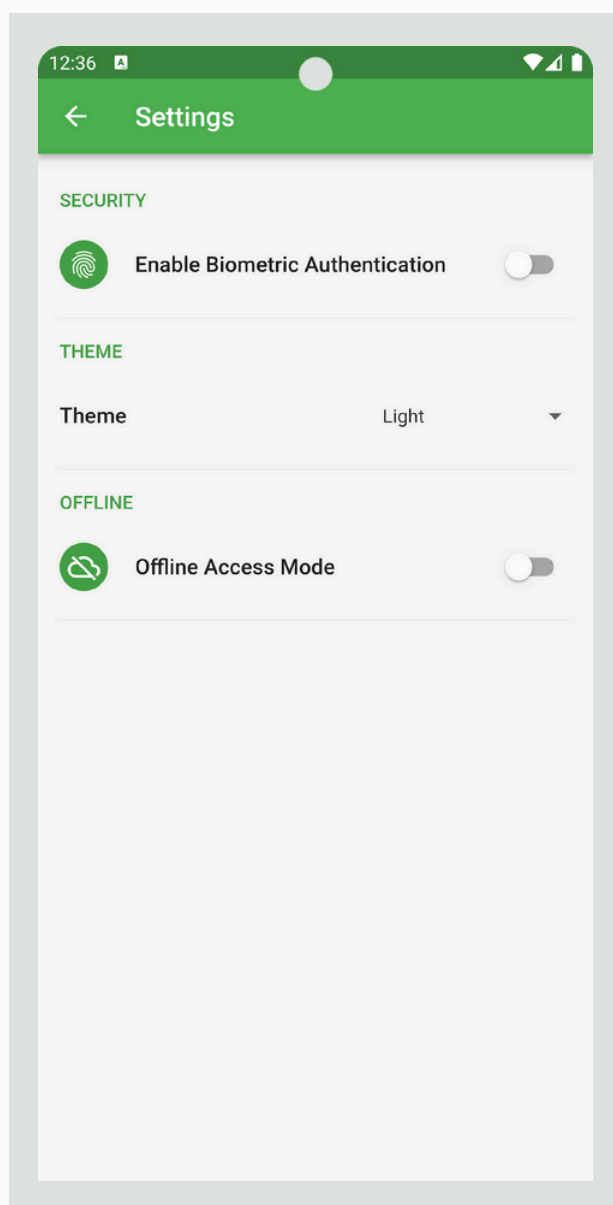 12:36 A
Settings
SECURITY
Enable Biometric Authentication
THEME
Theme Light
OFFLINE
Offline Access Mode